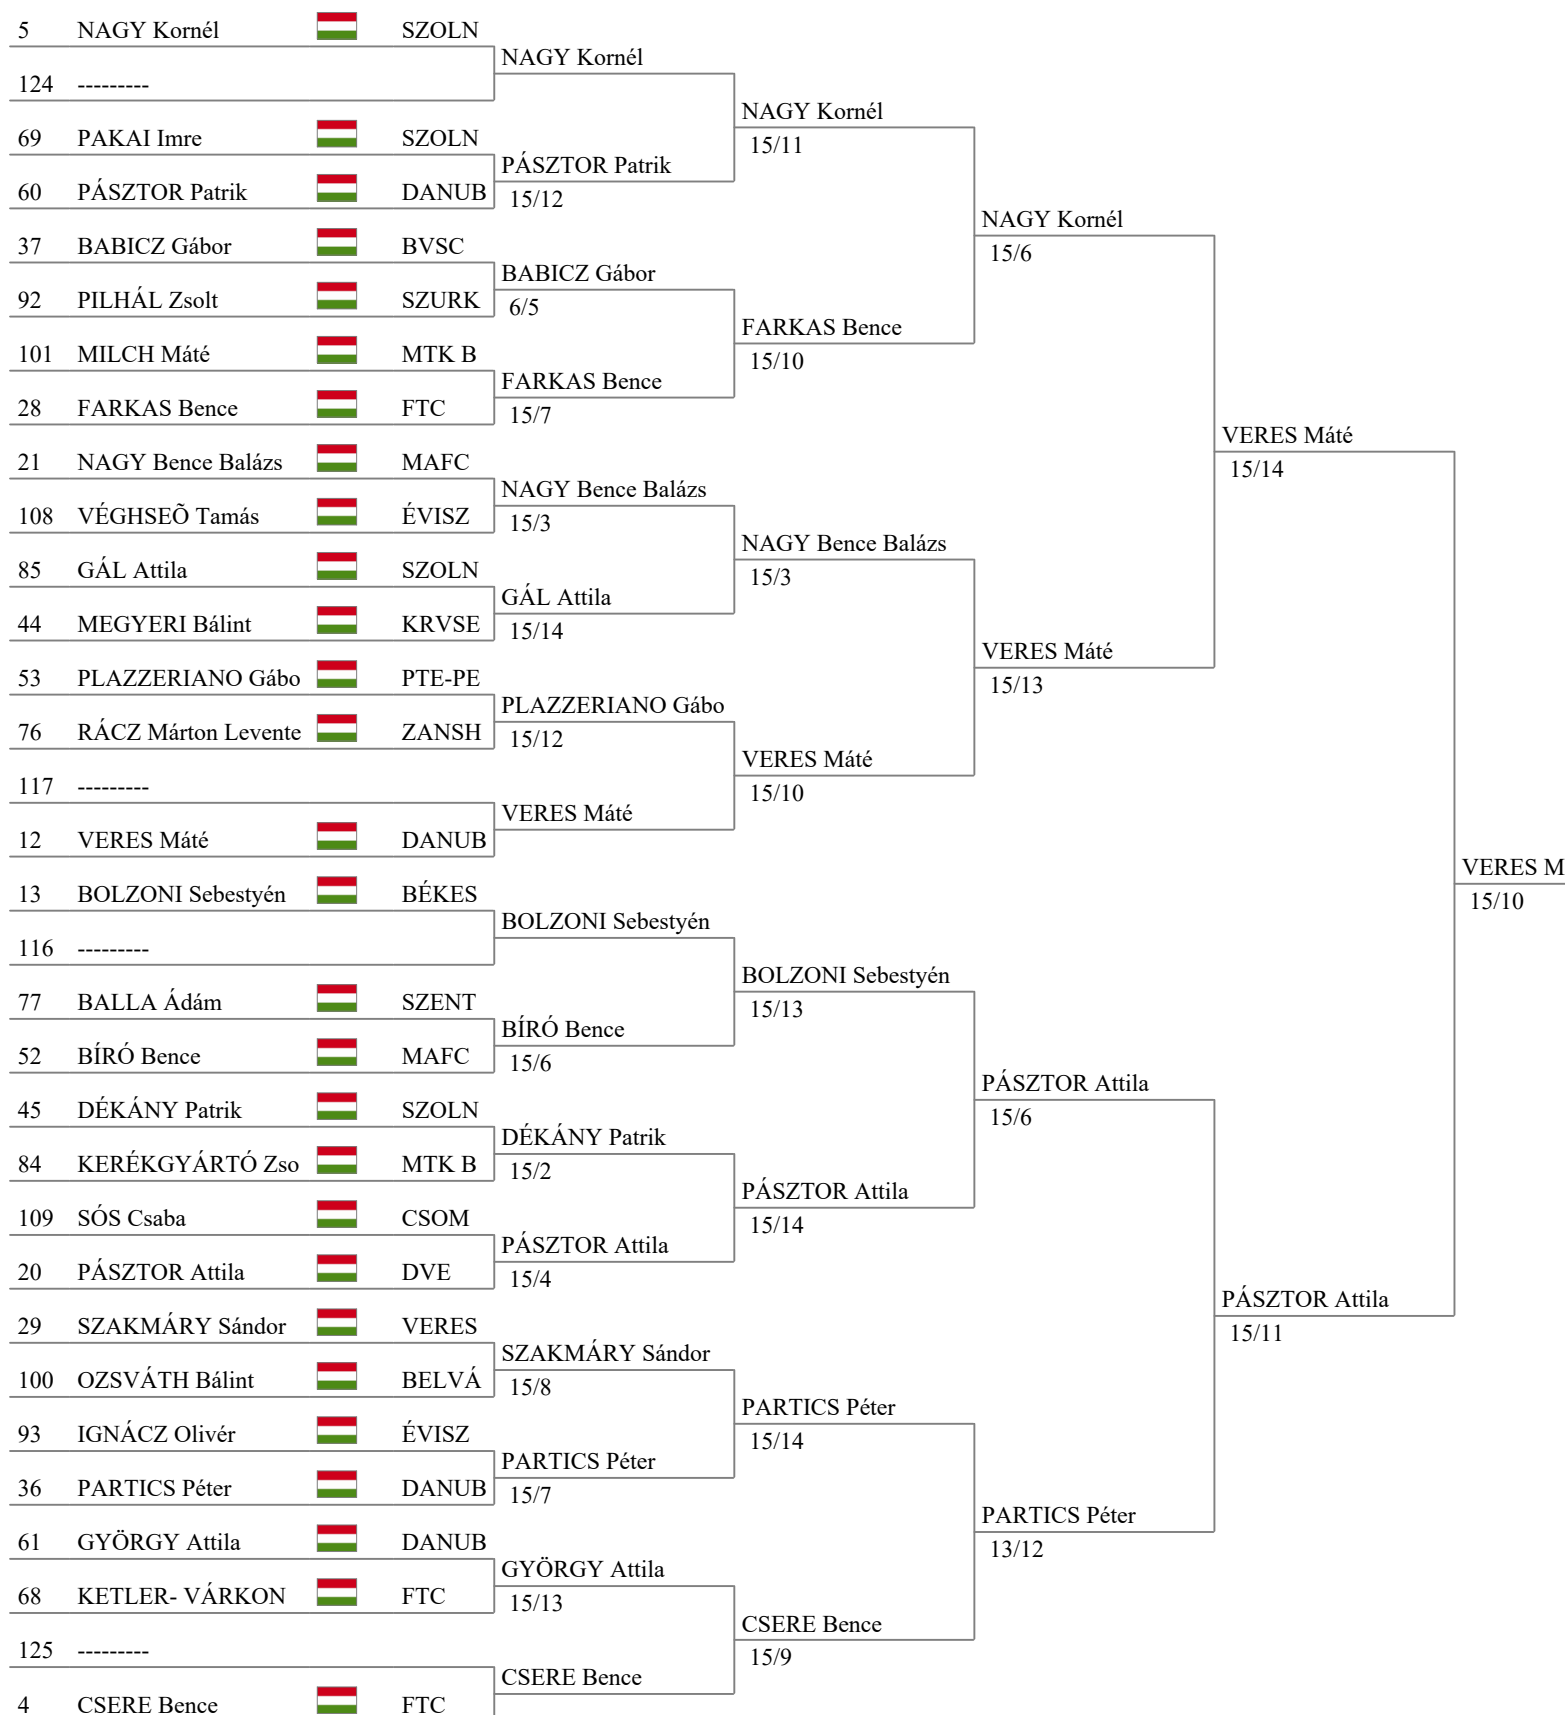 5 NAGY Kornél SZOLN
NAGY Kornél
124 ---------
NAGY Kornél
69 PAKAI Imre SZOLN
15/11
PÁSZTOR Patrik
60 PÁSZTOR Patrik DANUB
15/12
NAGY Kornél
37 BABICZ Gábor BVSC
15/6
BABICZ Gábor
92 PILHÁL Zsolt SZURK
6/5
FARKAS Bence
101 MILCH Máté MTK B
15/10
FARKAS Bence
28 FARKAS Bence FTC
15/7
VERES Máté
21 NAGY Bence Balázs MAFC
15/14
NAGY Bence Balázs
108 VÉGHSEÕ Tamás ÉVISZ
15/3
NAGY Bence Balázs
85 GÁL Attila SZOLN
15/3
GÁL Attila
44 MEGYERI Bálint KRVSE
15/14
VERES Máté
53 PLAZZERIANO Gábo PTE-PE
15/13
PLAZZERIANO Gábo
76 RÁCZ Márton Levente ZANSH
15/12
VERES Máté
117 ---------
15/10
VERES Máté
12 VERES Máté DANUB
VERES M
13 BOLZONI Sebestyén BÉKES
15/10
BOLZONI Sebestyén
116 ---------
BOLZONI Sebestyén
77 BALLA Ádám SZENT
15/13
BÍRÓ Bence
52 BÍRÓ Bence MAFC
15/6
PÁSZTOR Attila
45 DÉKÁNY Patrik SZOLN
15/6
DÉKÁNY Patrik
84 KERÉKGYÁRTÓ Zso MTK B
15/2
PÁSZTOR Attila
109 SÓS Csaba CSOM
15/14
PÁSZTOR Attila
20 PÁSZTOR Attila DVE
15/4
PÁSZTOR Attila
29 SZAKMÁRY Sándor VERES
15/11
SZAKMÁRY Sándor
100 OZSVÁTH Bálint BELVÁ
15/8
PARTICS Péter
93 IGNÁCZ Olivér ÉVISZ
15/14
PARTICS Péter
36 PARTICS Péter DANUB
15/7
PARTICS Péter
61 GYÖRGY Attila DANUB
13/12
GYÖRGY Attila
68 KETLER- VÁRKON FTC
15/13
CSERE Bence
125 ---------
15/9
CSERE Bence
4 CSERE Bence FTC